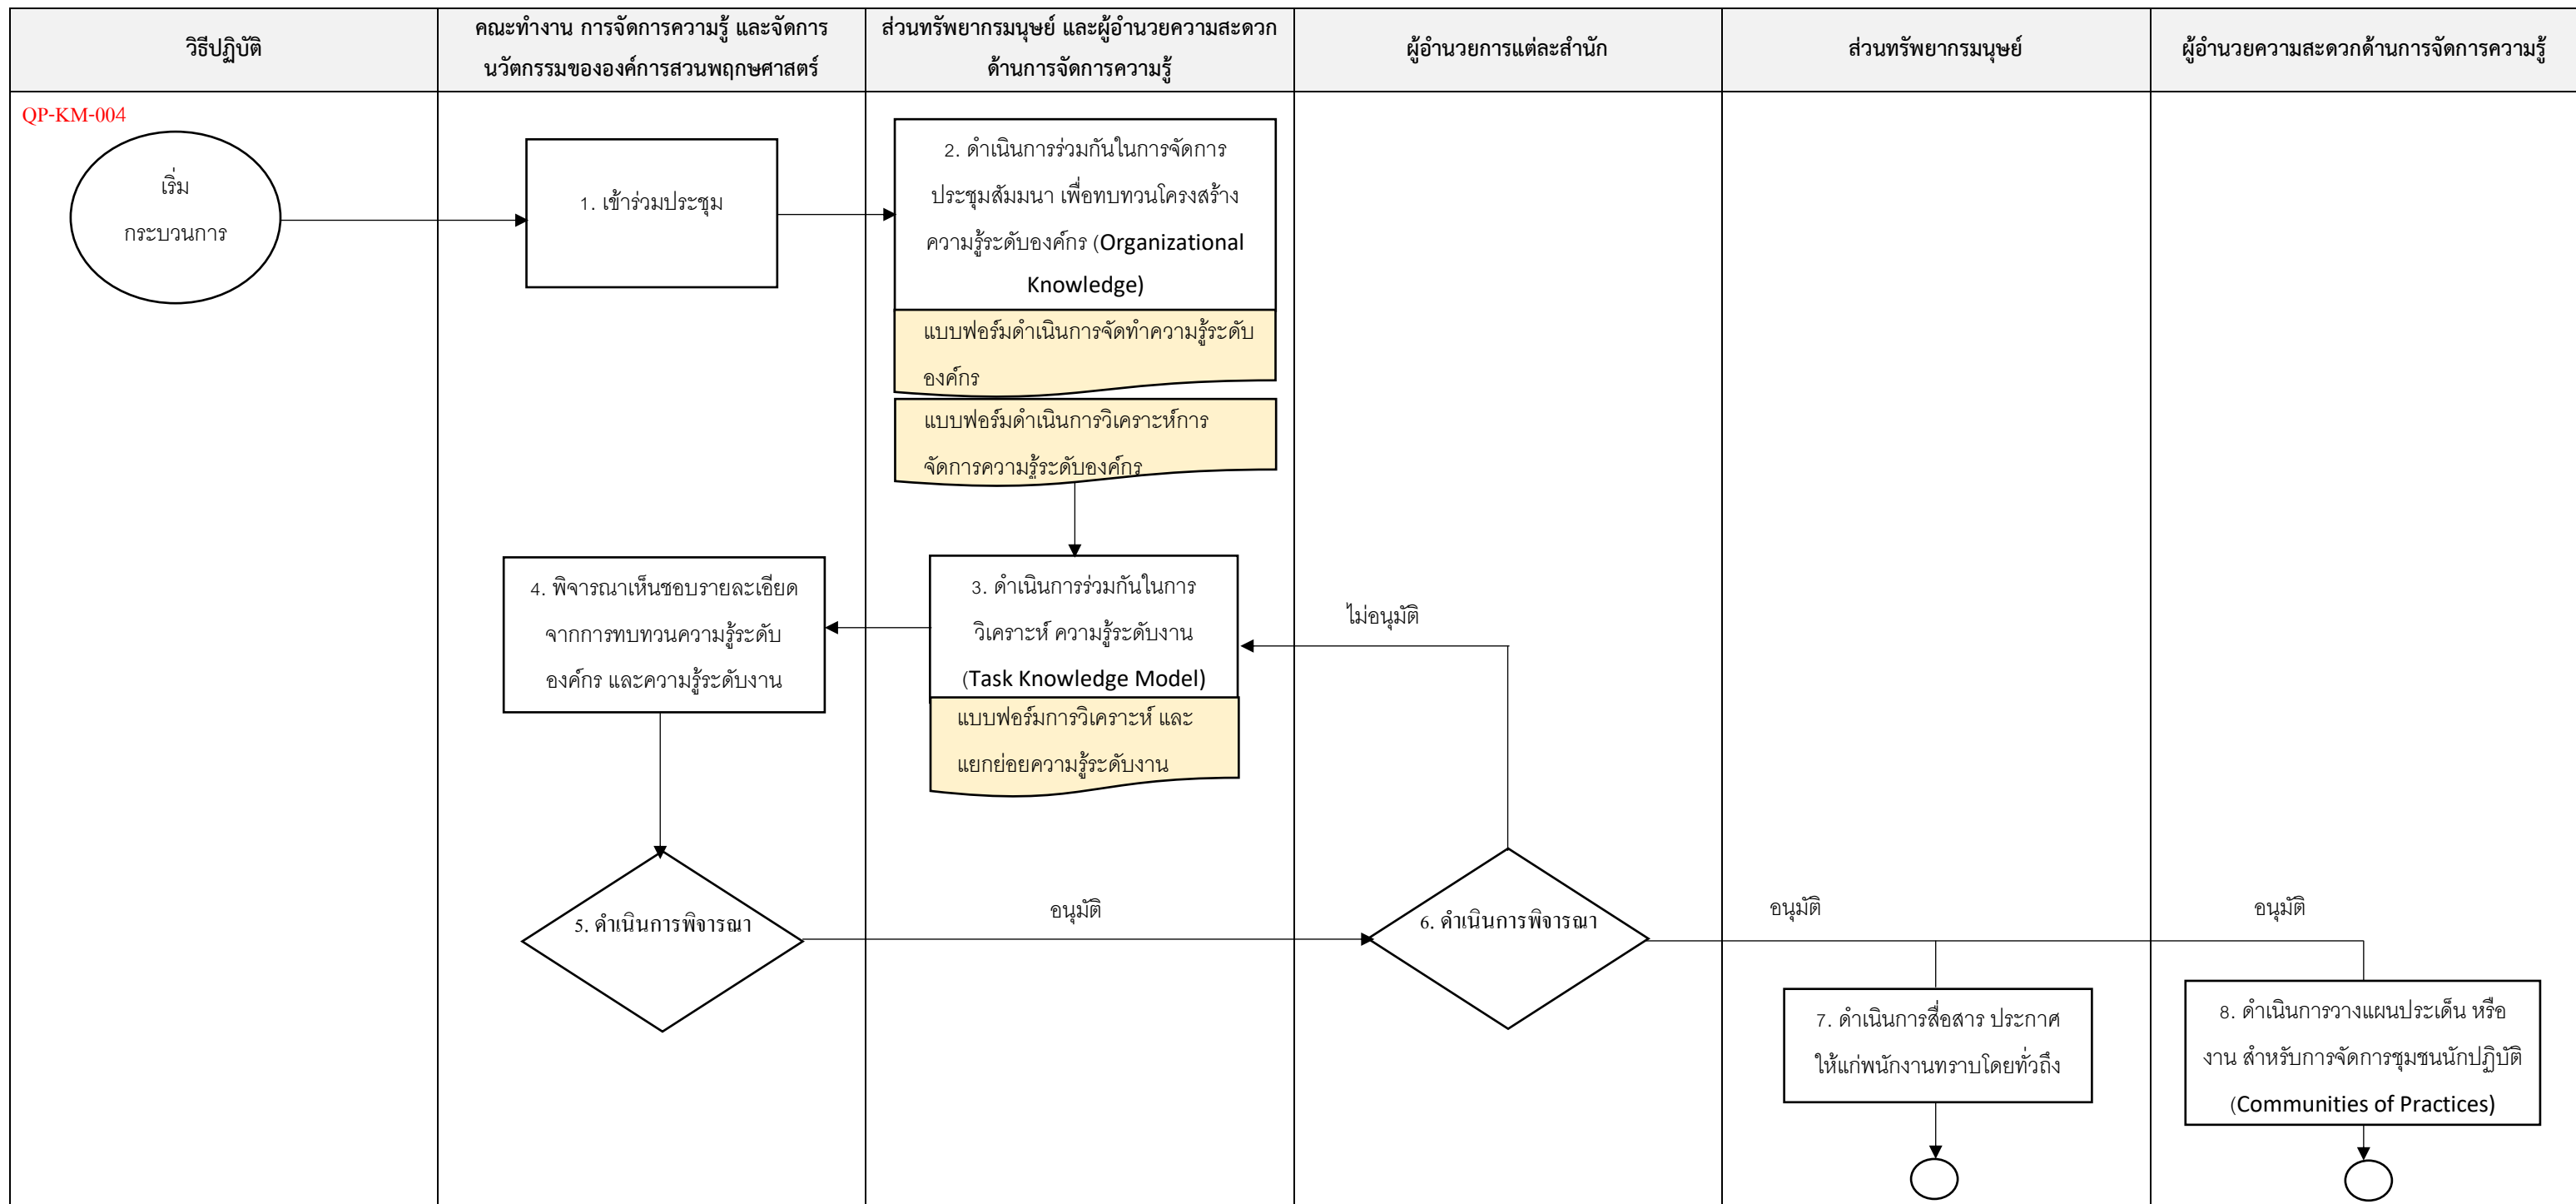 วิธีปฏิบัติ
คณะทำงาน การจัดการความรู้ และจัดการ
นวัตกรรมขององค์การสวนพฤกษศาสตร์
ส่วนทรัพยากรมนุษย์ และผู้อำนวยความสะดวก
ด้านการจัดการความรู้
ผู้อำนวยการแต่ละสำนัก
ส่วนทรัพยากรมนุษย์
ผู้อำนวยความสะดวกด้านการจัดการความรู้
QP-KM-004
เริ่ม
กระบวนการ
1. เข้าร่วมประชุม
2. ดำเนินการร่วมกันในการจัดการ
ประชุมสัมมนา เพื่อทบทวนโครงสร้าง
ความรู้ระดับองค์กร (Organizational
Knowledge)
แบบฟอร์มดำเนินการจัดทำความรู้ระดับ
องค์กร
แบบฟอร์มดำเนินการวิเคราะห์การ
จัดการความรู้ระดับองค์กร
3. ดำเนินการร่วมกันในการ
วิเคราะห์ ความรู้ระดับงาน
(Task Knowledge Model)
แบบฟอร์มการวิเคราะห์ และ
แยกย่อยความรู้ระดับงาน
4. พิจารณาเห็นชอบรายละเอียด
จากการทบทวนความรู้ระดับ
องค์กร และความรู้ระดับงาน
ไม่อนุมัติ
5. ดำเนินการพิจารณา
อนุมัติ
6. ดำเนินการพิจารณา
อนุมัติ
อนุมัติ
7. ดำเนินการสื่อสาร ประกาศ
ให้แก่พนักงานทราบโดยทั่วถึง
8. ดำเนินการวางแผนประเด็น หรือ
งาน สำหรับการจัดการชุมชนนักปฏิบัติ
(Communities of Practices)